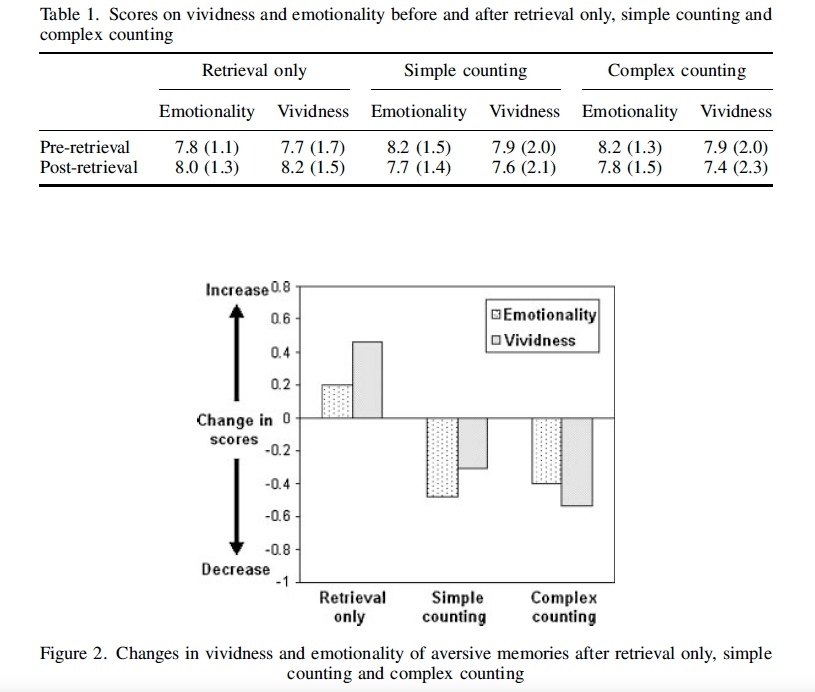 Table 1. Scores on vividness and emotionality before and after retrieval only, simple counting and
complex counting
Retrieval only Simple counting Complex counting
Emotionality Vividness Emotionality Vividness Emotionality Vividness
Pre-retrieval 7.8 (1.1) 7.7 (1.7) 8.2 (1.5) 7.9 (2.0) 8.2 (1.3) 7.9 (2.0)
Post-retrieval 8.0 (1.3) 8.2 (1.5) 7.7 (1.4) 7.6 (2.1) 7.8 (1.5) 7.4 (2.3)
Increase 0.8
0.6
Emotionality
Vividness
0.4
0.2
Change in 0
scores
-0.2
-0.4
-0.6
-0.8
Decrease
-1
Retrieval Simple Complex
only counting counting
Figure 2. Changes in vividness and emotionality of aversive memories after retrieval only, simple
counting and complex counting